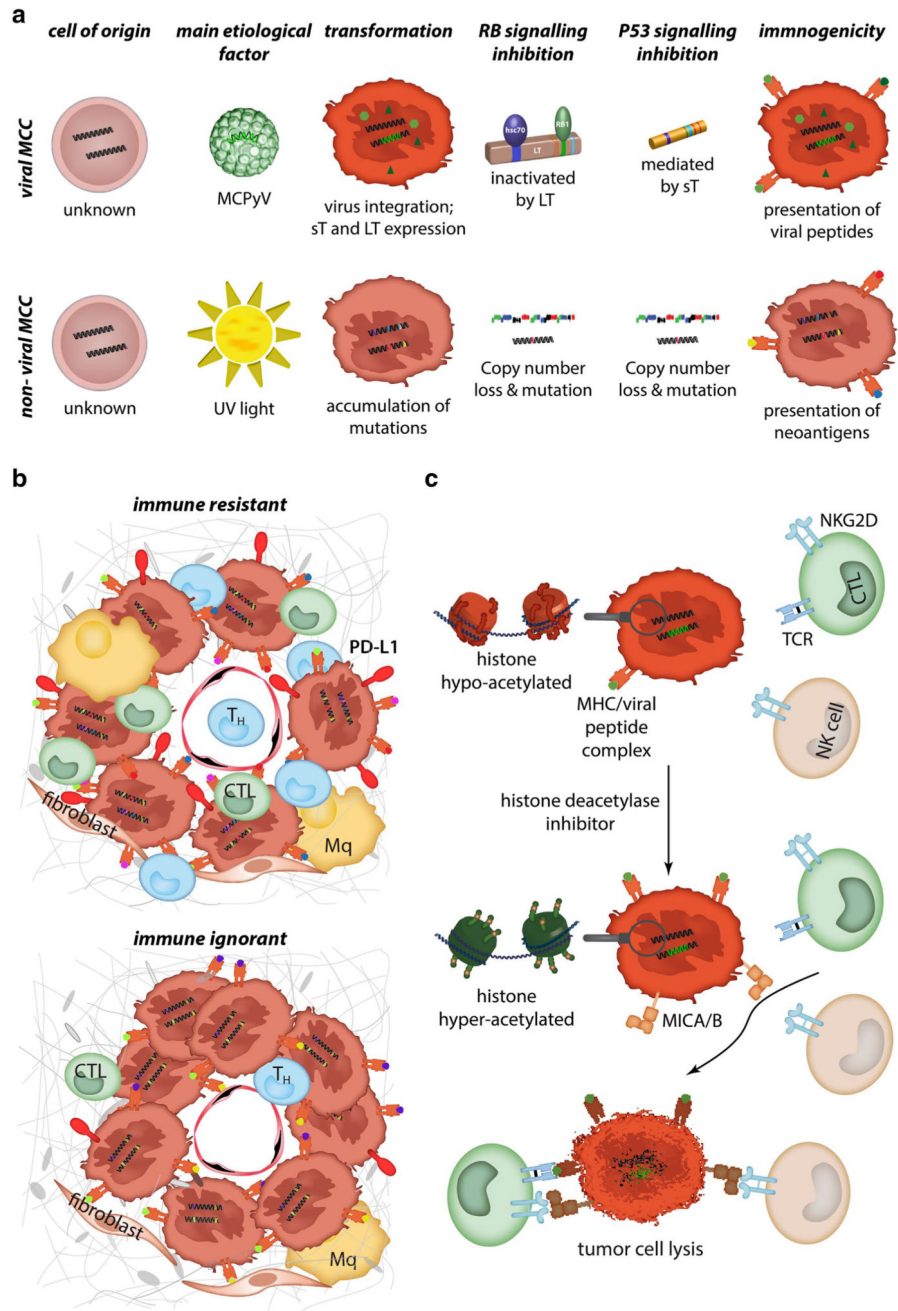 a
cell of origin
main etiological
factor
transformation
RB signalling
inhibition
P53 signalling
inhibition
immnogenicity
viral MCC
unknown
MCPyV
virus integration;
sT and LT expression
hsc70
RB1
LT
inactivated
by LT
mediated
by sT
presentation of
viral peptides
non- viral MCC
unknown
UV light
accumulation of
mutations
Copy number
loss & mutation
Copy number
loss & mutation
presentation of
neoantigens
b
immune resistant
PD-L1
TH
CTL
fibroblast
Mq
immune ignorant
CTL
TH
fibroblast
Mq
c
NKG2D
CTL
TCR
histone
hypo-acetylated
MHC/viral
peptide
complex
NK cell
histone deacetylase
inhibitor
histone
hyper-acetylated
MICA/B
tumor cell lysis